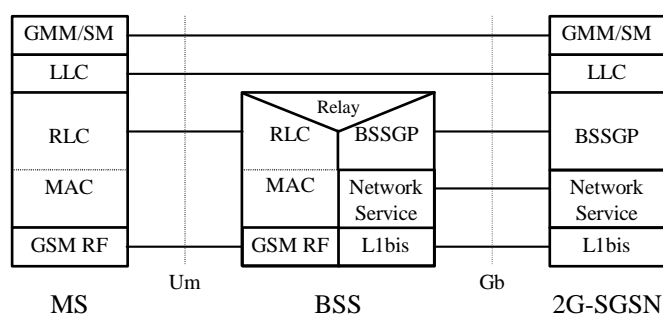 GMM/SM
LLC
RLC
MAC
GSM RF
MS
Um
Relay
RLC
BSSGP
MAC
Network
Service
GSM RF
L1bis
BSS
Gb
GMM/SM
LLC
BSSGP
Network
Service
L1bis
2G-SGSN